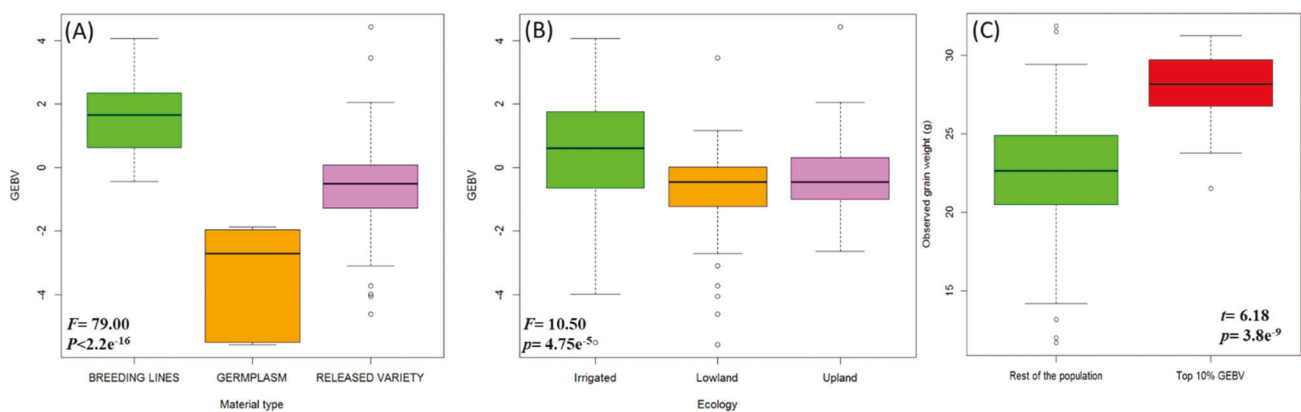 (A)
GEBV
4
2
0
-2
-4
F= 79.00
P<2.2e-16
BREEDING LINES GERMPLASM RELEASED VARIETY
Material type
(B)
GEBV
4
2
0
-2
-4
F= 10.50
p= 4.75e-5
Irrigated Lowland Upland
Ecology
(C)
Observed grain weight (g)
30
25
20
15
t= 6.18
p= 3.8e-9
Rest of the population Top 10% GEBV